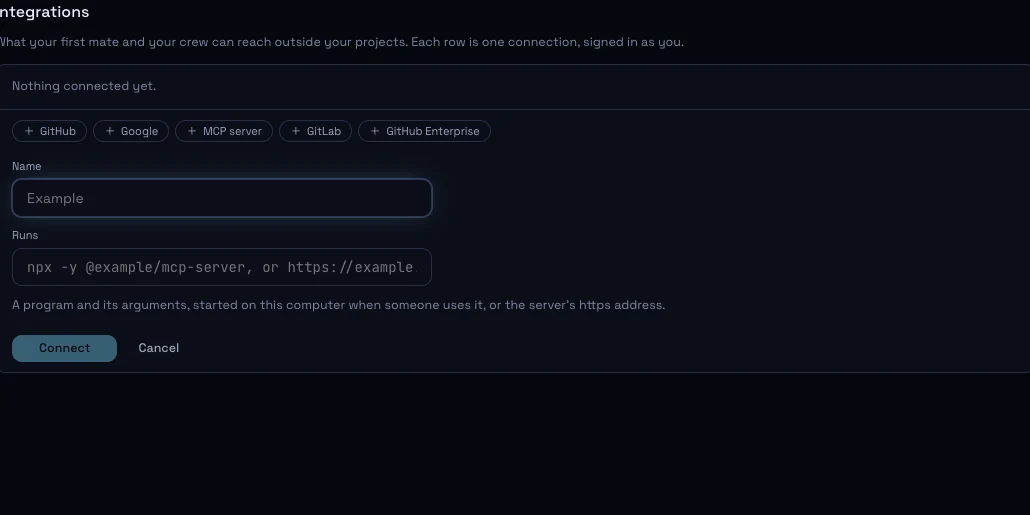 ntegrations
What your first mate and your crew can reach outside your projects. Each row is one connection, signed in as you.
Nothing connected yet.
+ GitHub + Google + MCP server + GitLab + GitHub Enterprise
Name
Example
Runs
npx -y @example/mcp-server, or https://example.
A program and its arguments, started on this computer when someone uses it, or the server's https address.
Connect Cancel